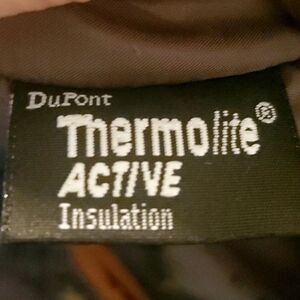 DuPont
Thermolite®
ACTIVE
Insulation